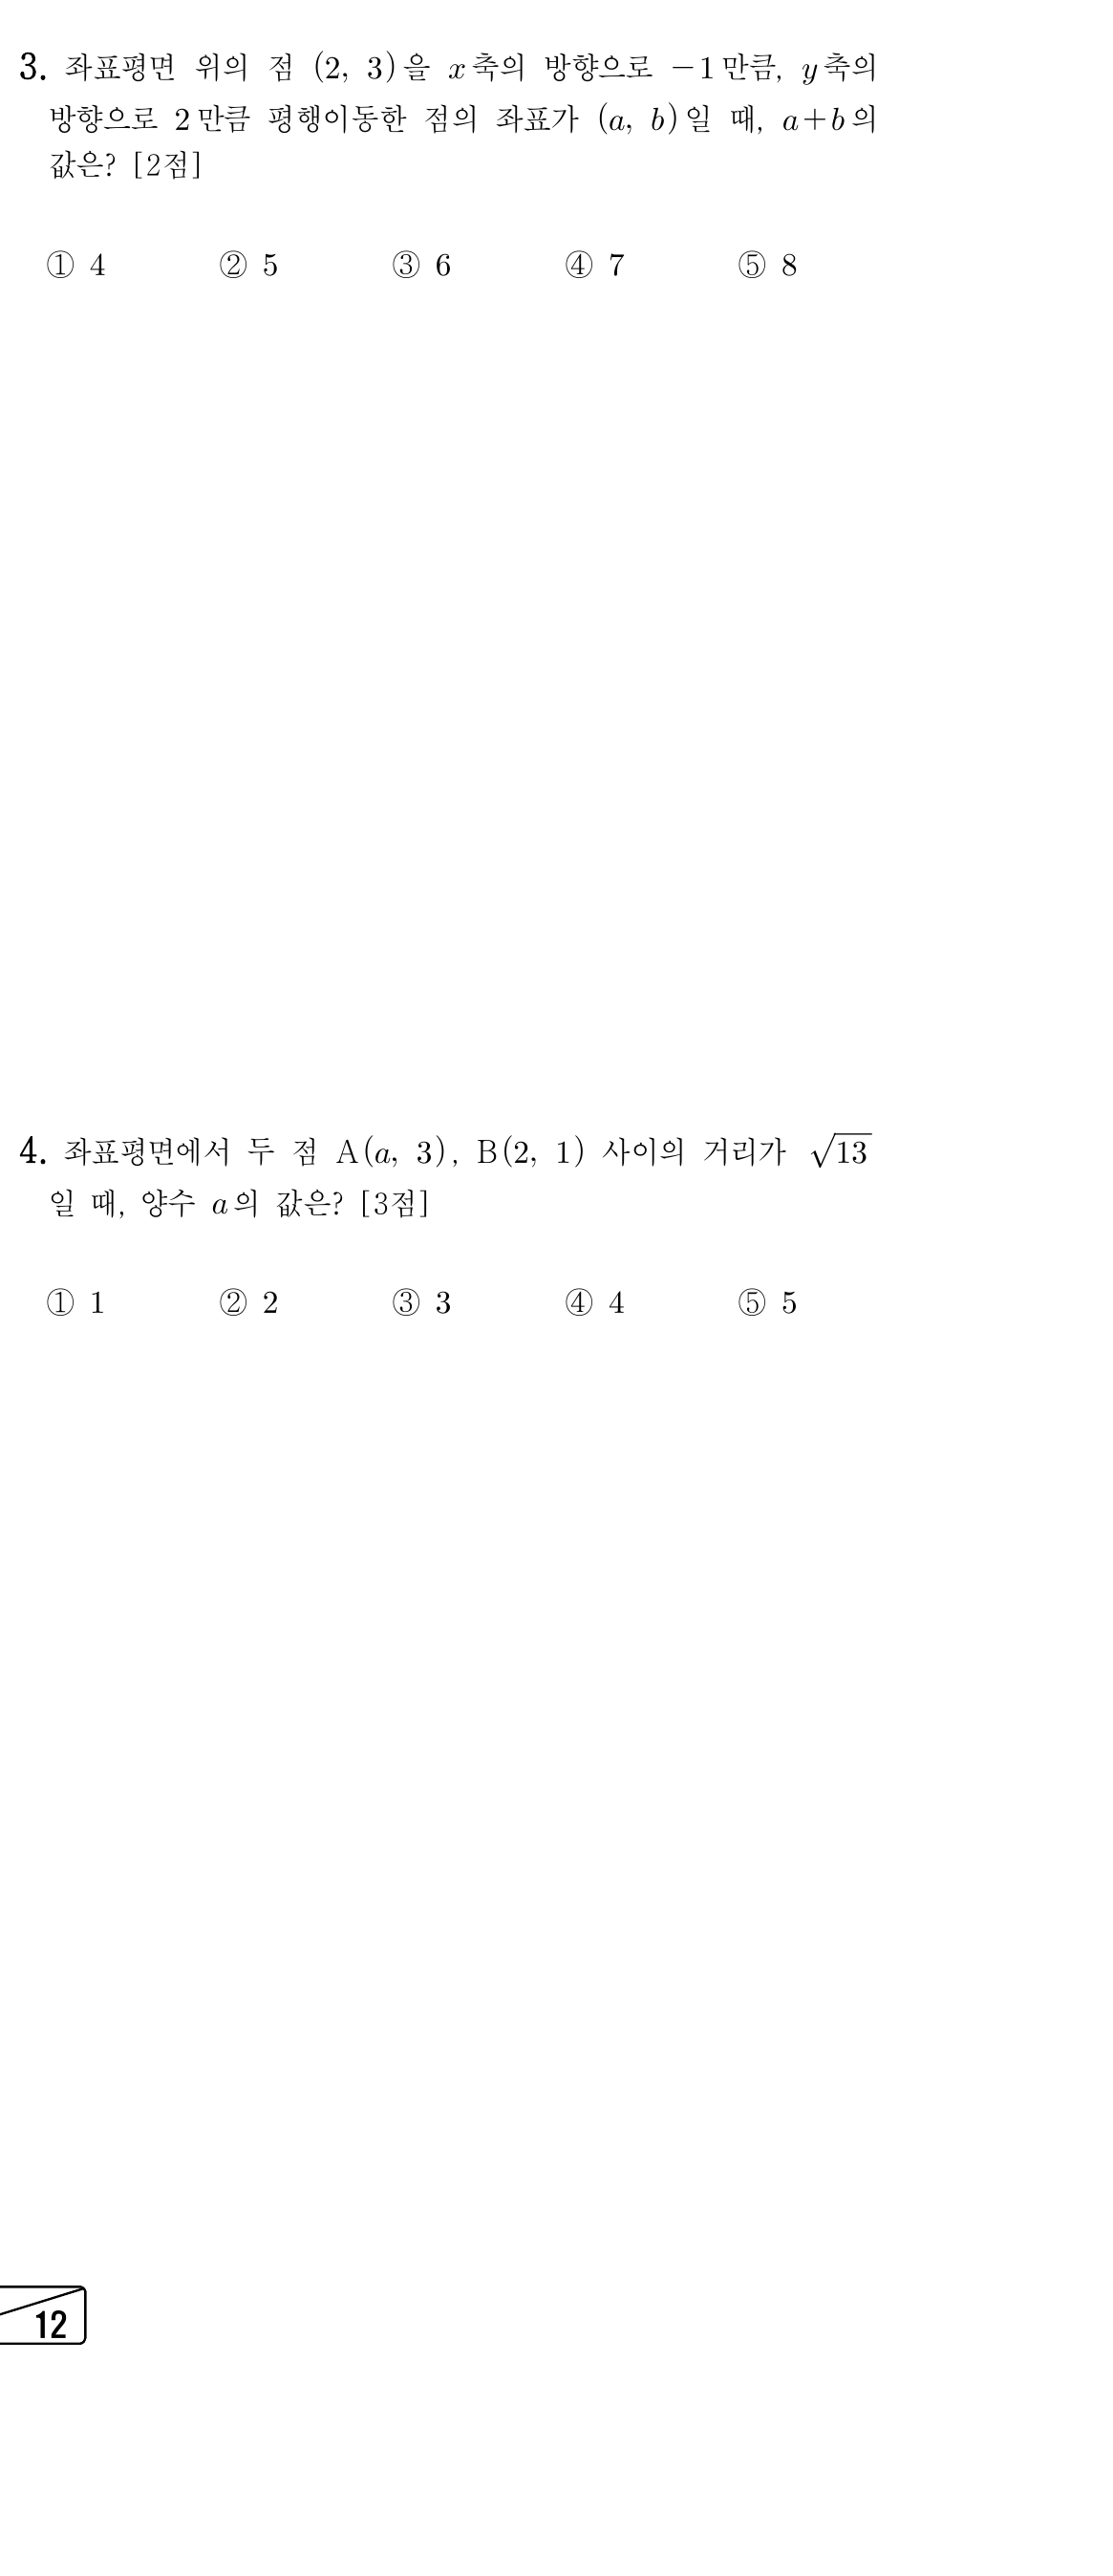 3. 좌표평면 위의 점 (2, 3)을 x축의 방향으로 −1만큼, y축의
방향으로 2만큼 평행이동한 점의 좌표가 (a, b)일 때, a+b의
값은? [2점]
① 4 ② 5 ③ 6 ④ 7 ⑤ 8
4. 좌표평면에서 두 점 A(a, 3), B(2, 1) 사이의 거리가 √13
일 때, 양수 a의 값은? [3점]
① 1 ② 2 ③ 3 ④ 4 ⑤ 5
12